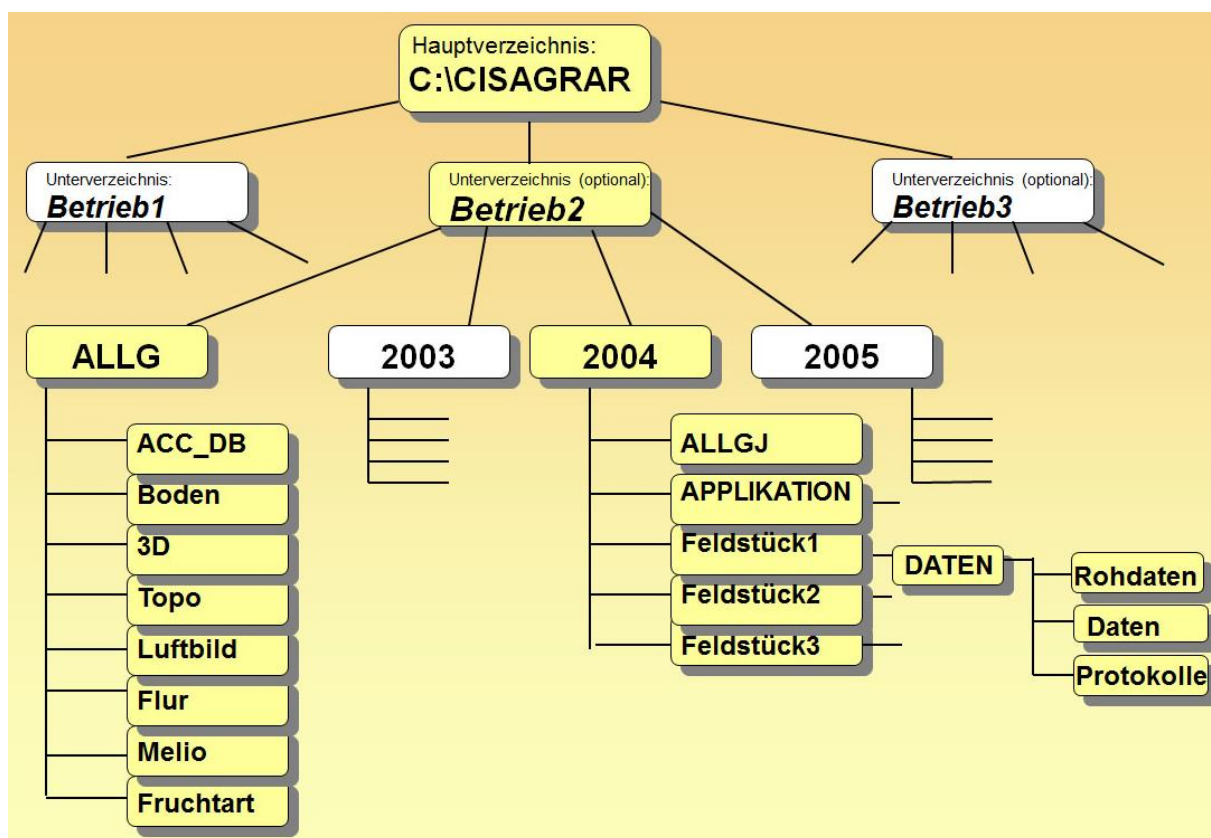 Hauptverzeichnis:
C:\CISAGRAR
Unterverzeichnis:
Betrieb1
Unterverzeichnis (optional):
Betrieb2
Unterverzeichnis (optional):
Betrieb3
ALLG
2003
2004
2005
ACC_DB
Boden
3D
Topo
Luftbild
Flur
Melio
Fruchtart
ALLGJ
APPLIKATION
Feldstück1
Feldstück2
Feldstück3
DATEN
Rohdaten
Daten
Protokolle